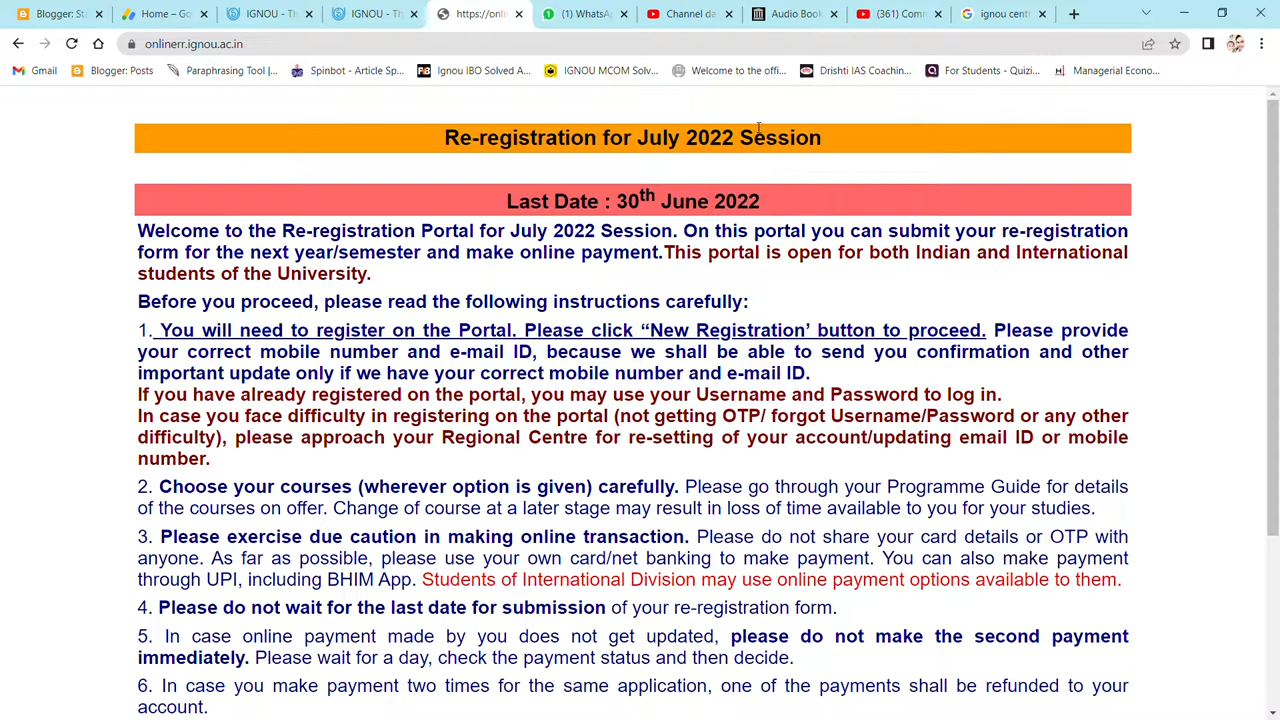 Blogger: St
Home – Go
IGNOU - Th
IGNOU - Th
https://onli
(1) WhatsA
Channel da
Audio Book
(361) Com
ignou cent
onlinerr.ignou.ac.in
Gmail
Blogger: Posts
Paraphrasing Tool |...
Spinbot - Article Sp...
Ignou IBO Solved A...
IGNOU MCOM Solv...
Welcome to the offi...
Drishti IAS Coachin...
For Students - Quizi...
Managerial Econo...
Re-registration for July 2022 Session
Last Date : 30th June 2022
Welcome to the Re-registration Portal for July 2022 Session. On this portal you can submit your re-registration
form for the next year/semester and make online payment.This portal is open for both Indian and International
students of the University.
Before you proceed, please read the following instructions carefully:
1. You will need to register on the Portal. Please click “New Registration’ button to proceed. Please provide
your correct mobile number and e-mail ID, because we shall be able to send you confirmation and other
important update only if we have your correct mobile number and e-mail ID.
If you have already registered on the portal, you may use your Username and Password to log in.
In case you face difficulty in registering on the portal (not getting OTP/ forgot Username/Password or any other
difficulty), please approach your Regional Centre for re-setting of your account/updating email ID or mobile
number.
2. Choose your courses (wherever option is given) carefully. Please go through your Programme Guide for details
of the courses on offer. Change of course at a later stage may result in loss of time available to you for your studies.
3. Please exercise due caution in making online transaction. Please do not share your card details or OTP with
anyone. As far as possible, please use your own card/net banking to make payment. You can also make payment
through UPI, including BHIM App. Students of International Division may use online payment options available to them.
4. Please do not wait for the last date for submission of your re-registration form.
5. In case online payment made by you does not get updated, please do not make the second payment
immediately. Please wait for a day, check the payment status and then decide.
6. In case you make payment two times for the same application, one of the payments shall be refunded to your
account.